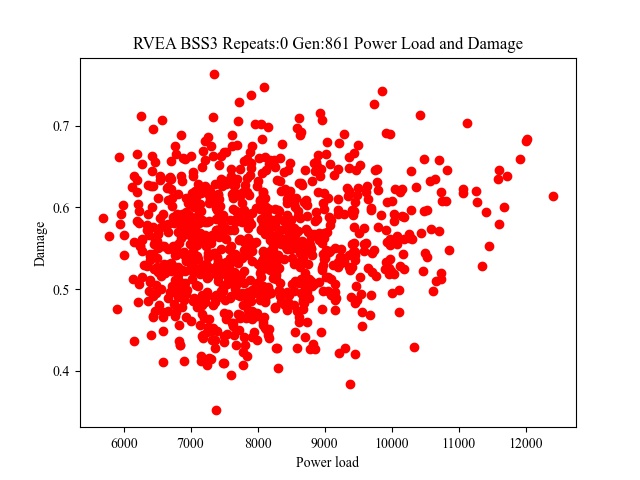 RVEA BSS3 Repeats:0 Gen:861 Power Load and Damage
Damage
0.7
0.6
0.5
0.4
6000 7000 8000 9000 10000 11000 12000
Power load